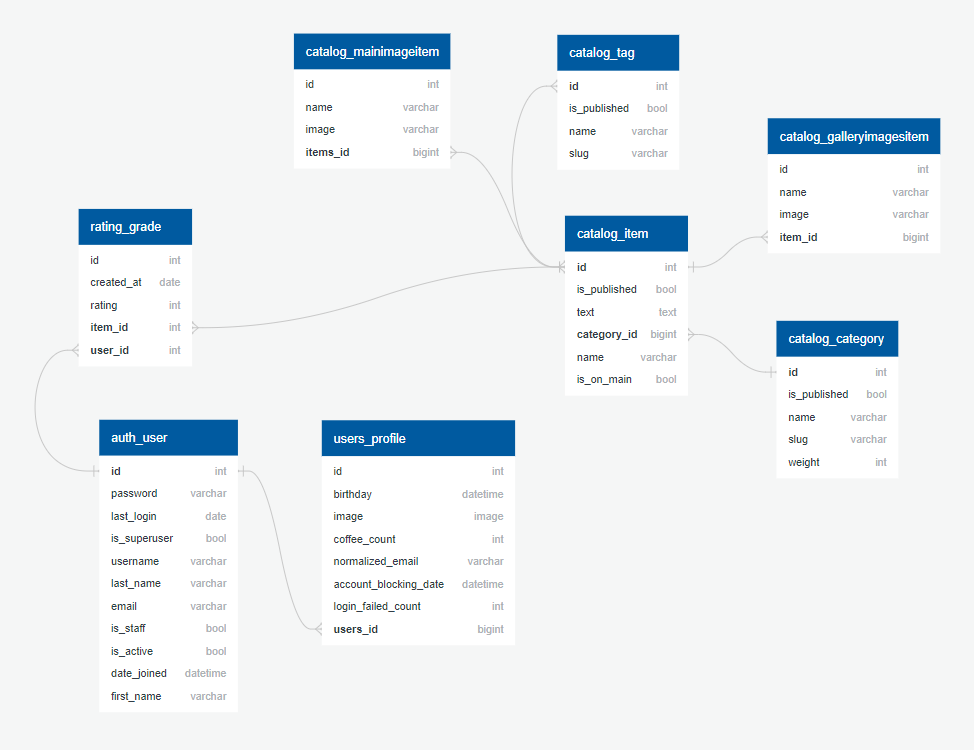 catalog_mainimageitem
id int
name varchar
image varchar
items_id bigint
catalog_tag
id int
is_published bool
name varchar
slug varchar
catalog_galleryimagesitem
id int
name varchar
image varchar
item_id bigint
rating_grade
id int
created_at date
rating int
item_id int
user_id int
catalog_item
id int
is_published bool
text text
category_id bigint
name varchar
is_on_main bool
catalog_category
id int
is_published bool
name varchar
slug varchar
weight int
auth_user
id int
password varchar
last_login date
is_superuser bool
username varchar
last_name varchar
email varchar
is_staff bool
is_active bool
date_joined datetime
first_name varchar
users_profile
id int
birthday datetime
image image
coffee_count int
normalized_email varchar
account_blocking_date datetime
login_failed_count int
users_id bigint